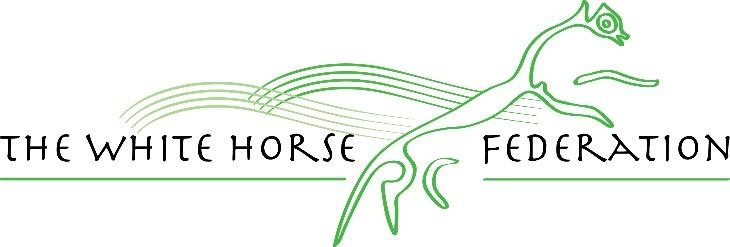 THE WHITE HORSE FEDERATION